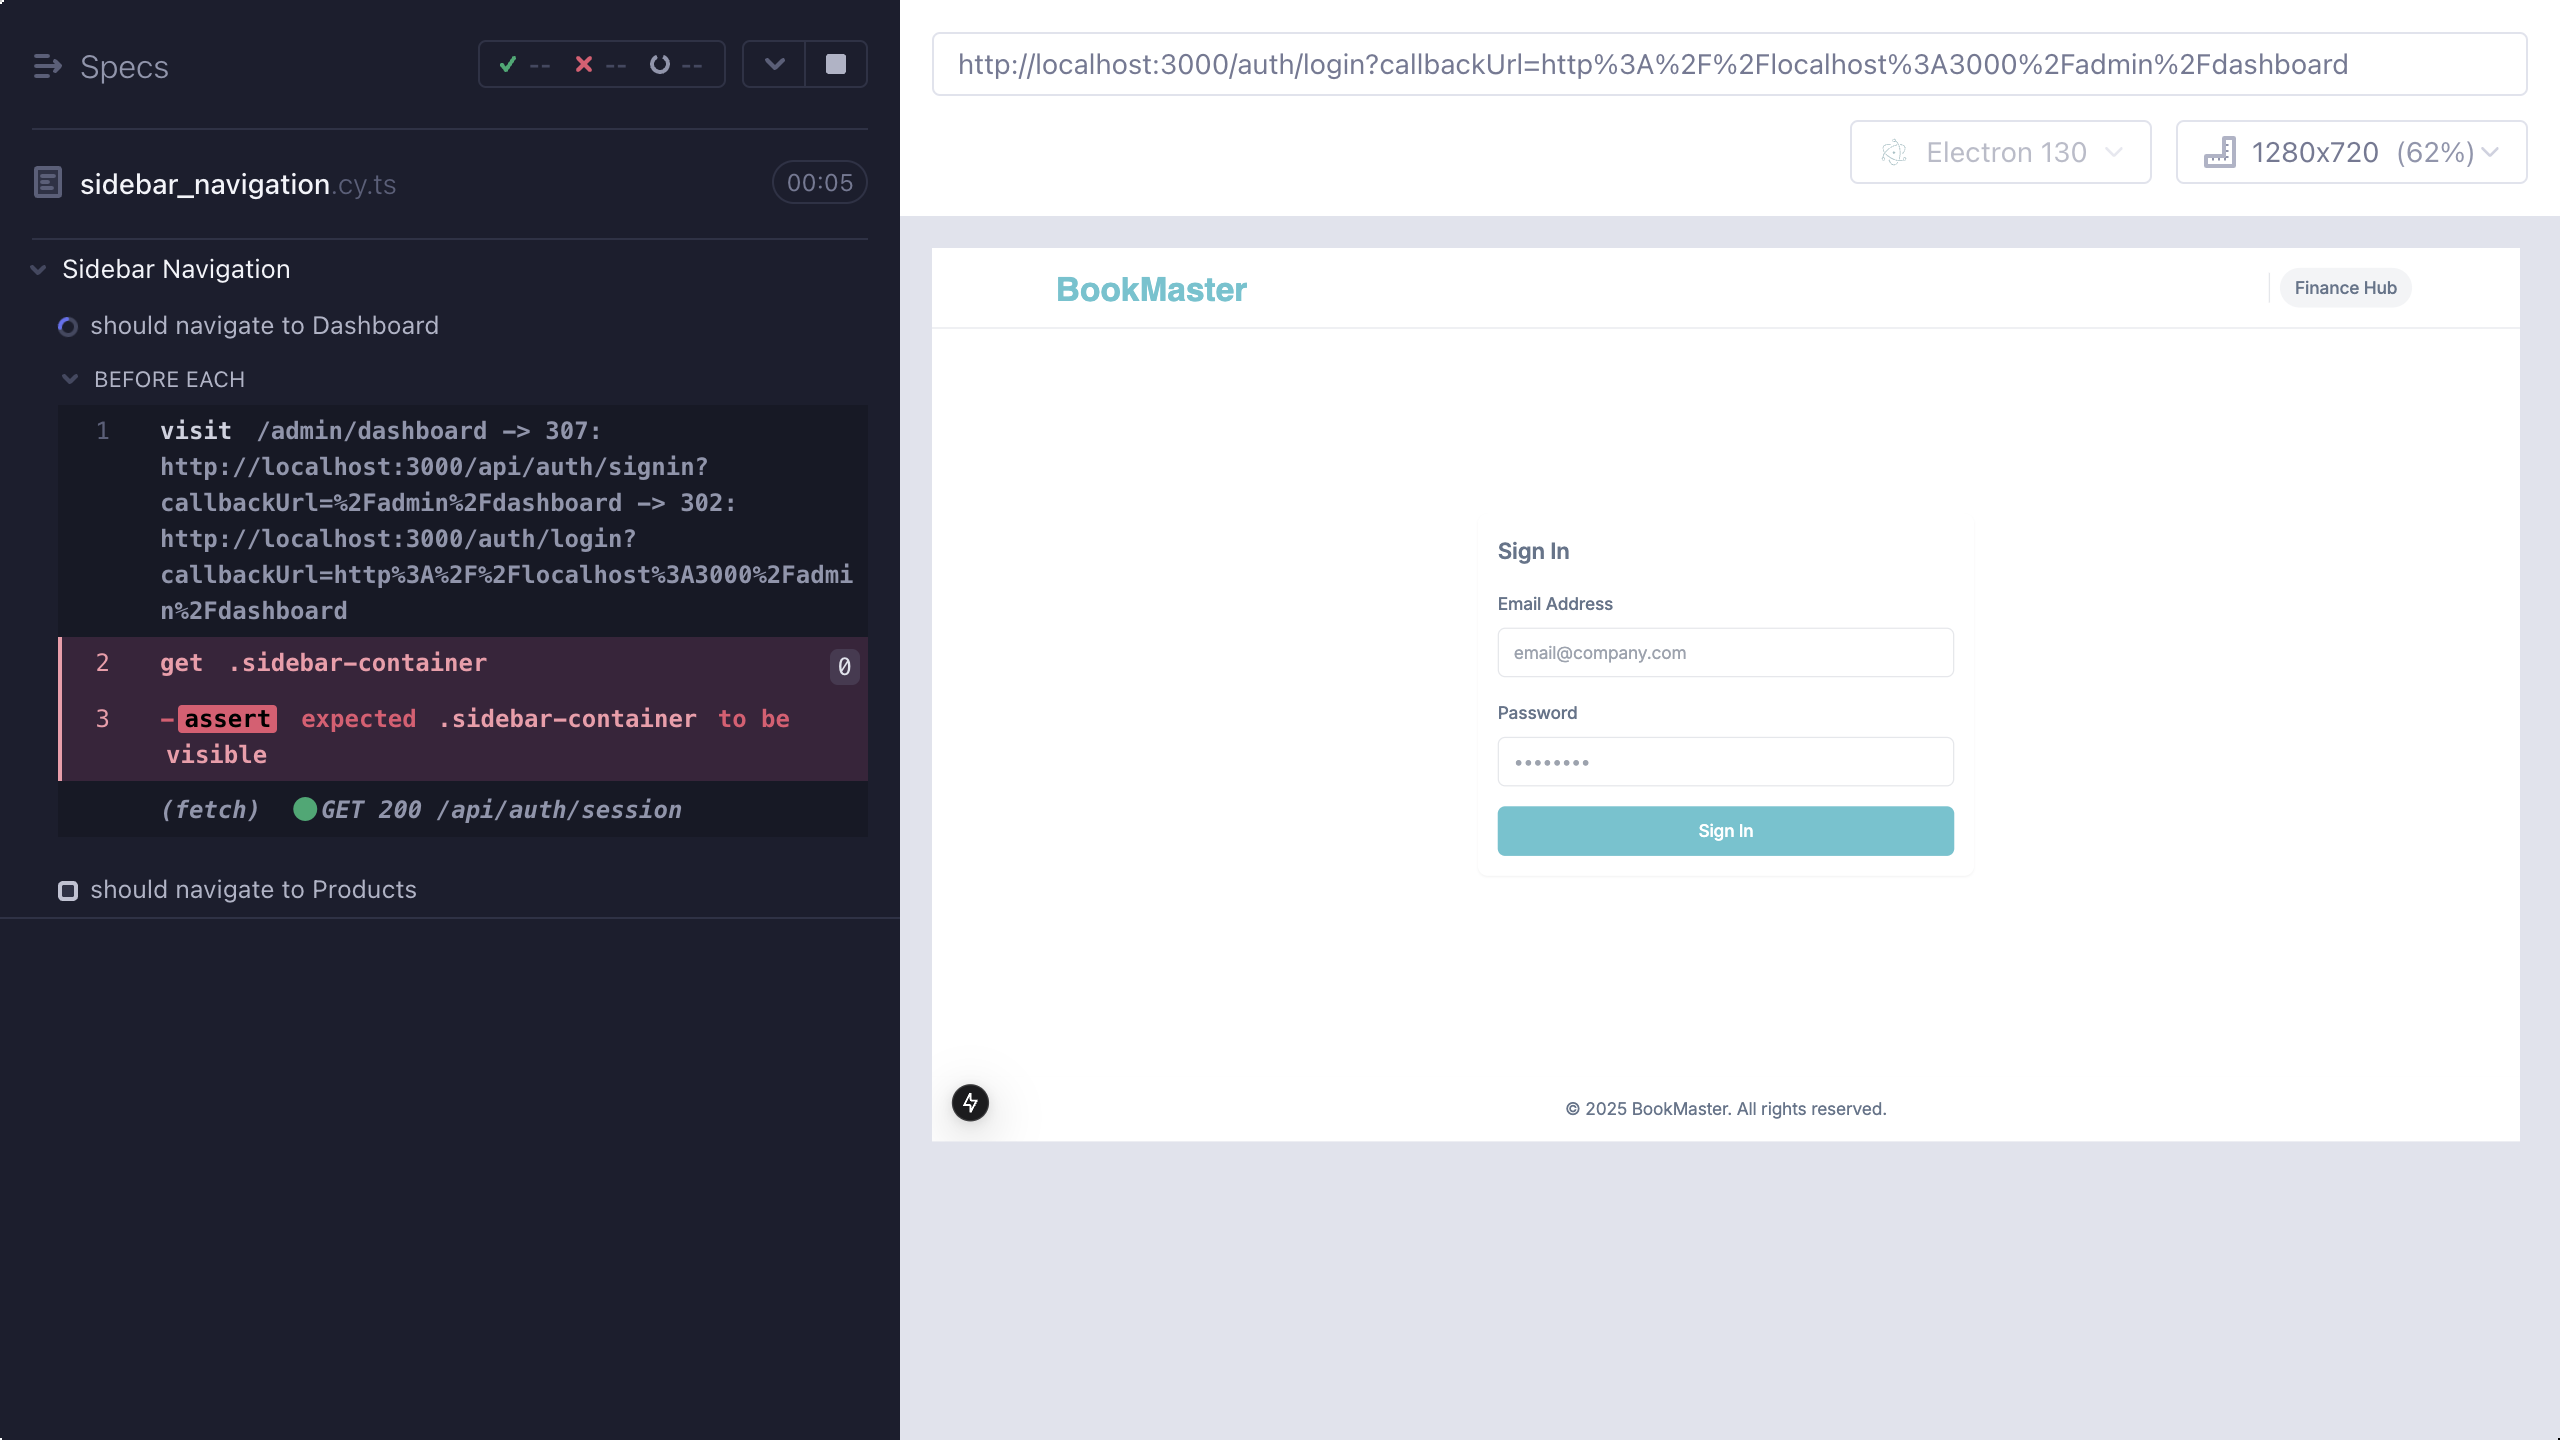 Specs
-- -- --
sidebar_navigation.cy.ts
00:05
Sidebar Navigation
should navigate to Dashboard
BEFORE EACH
1 visit /admin/dashboard -> 307:
http://localhost:3000/api/auth/signin?
callbackUrl=%2Fadmin%2Fdashboard -> 302:
http://localhost:3000/auth/login?
callbackUrl=http%3A%2F%2Flocalhost%3A3000%2Fadmi
n%2Fdashboard
2 get .sidebar-container 0
3 -assert expected .sidebar-container to be
visible
(fetch) GET 200 /api/auth/session
should navigate to Products
http://localhost:3000/auth/login?callbackUrl=http%3A%2F%2Flocalhost%3A3000%2Fadmin%2Fdashboard
Electron 130
1280x720 (62%)
BookMaster
Finance Hub
Sign In
Email Address
email@company.com
Password
••••••••
Sign In
© 2025 BookMaster. All rights reserved.